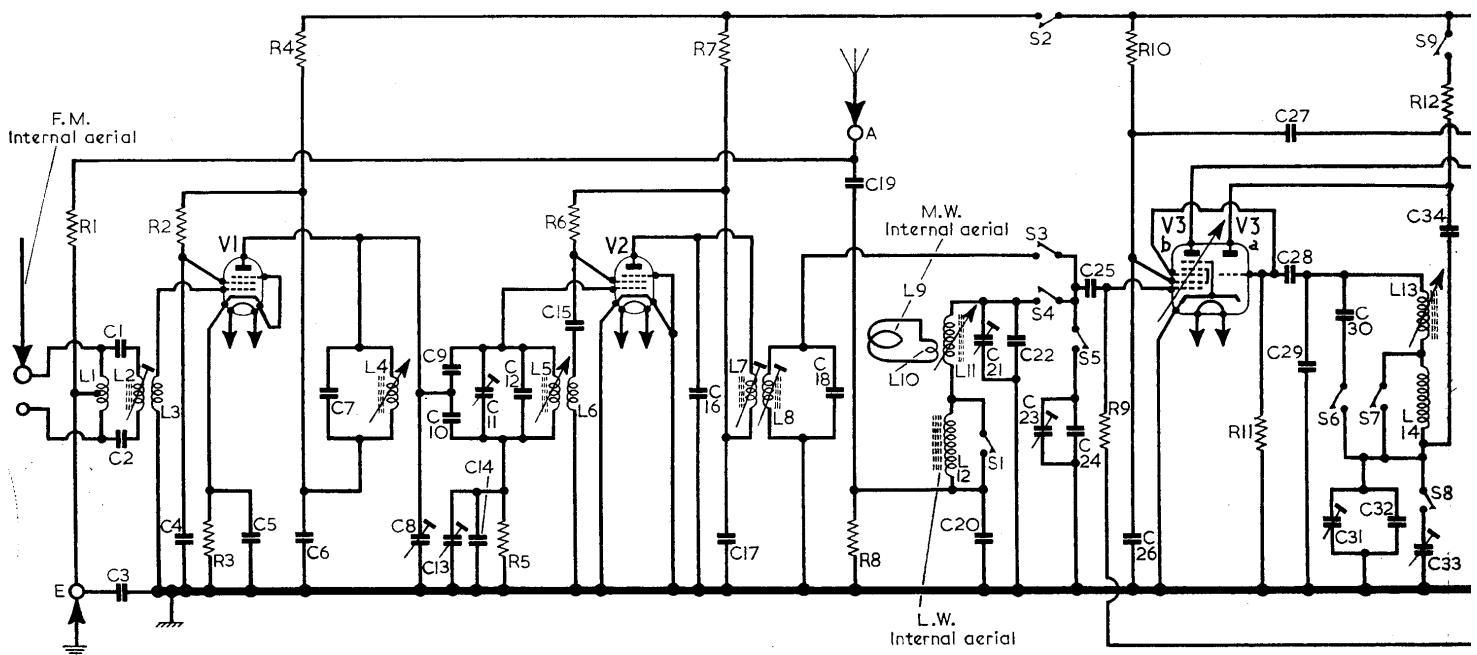 R4
R7
S2
R10
S9
R12
F.M.
Internal aerial
A
C27
C19
R1
R2
V1
R6
V2
M.W.
Internal aerial
S3
V3
b
V3
a
C34
C25
C28
L9
S4
L13
C1
C15
L10
L11
C
21
C22
S5
C
30
L1
L2
L3
C7
L4
C9
C
12
L5
L6
C
16
L7
L8
C
18
C29
C
10
C
11
C
23
C
24
R9
S6
S7
L
14
C2
L
12
S1
R11
C14
S8
C4
R3
C5
C6
C8
C13
R5
C17
R8
C20
C
26
C31
C32
C33
E
C3
L.W.
Internal aerial